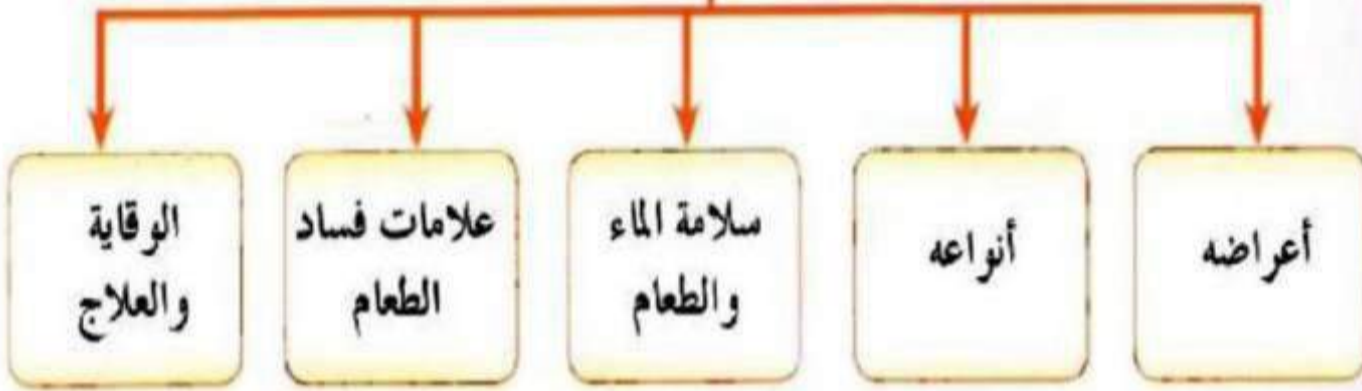 أعراضه
أنواعه
سلامة الماء
والطعام
علامات فساد
الطعام
الوقاية
والعلاج